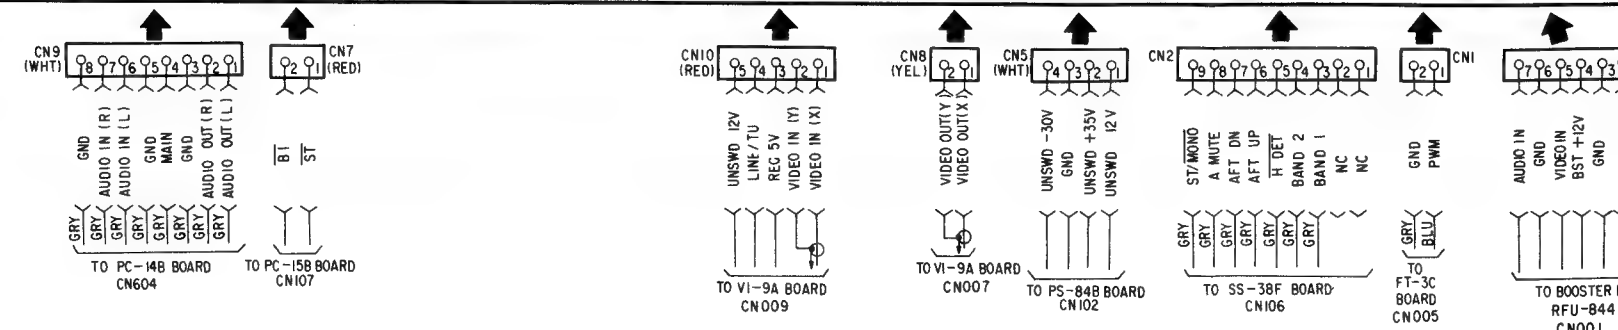 CN9
(WHT)
8 7 6 5 4 3 2 1
GND
AUDIO IN (R)
AUDIO IN (L)
GND
MAIN
GND
AUDIO OUT (R)
AUDIO OUT (L)
GRY GRY GRY GRY GRY GRY GRY GRY
TO PC-14B BOARD
CN604
CN7
(RED)
2 1
B1
ST
TO PC-15B BOARD
CN107
CN10
(RED)
5 4 3 2 1
UNSWD 12V
LINE/TU
REC 5V
VIDEO IN (Y)
VIDEO IN (X)
TO VI-9A BOARD
CN009
CN8
(YEL)
2 1
VIDEO OUT(Y)
VIDEO OUT(X)
TO VI-9A BOARD
CN007
CN5
(WHT)
4 3 2 1
UNSWD -30V
GND
UNSWD +35V
UNSWD 12V
TO PS-84B BOARD
CN102
CN2
9 8 7 6 5 4 3 2 1
ST/MONO
A MUTE
AFT DN
AFT UP
H DET
BAND 2
BAND 1
NC
NC
GRY GRY GRY GRY GRY GRY GRY
TO SS-38F BOARD
CN106
CN1
2 1
GND
PWM
GRY BLU
TO
FT-3C
BOARD
CN005
7 6 5 4 3
AUDIO IN
GND
VIDEO IN
BST +12V
GND
TO BOOSTER
RFU-844
CN001